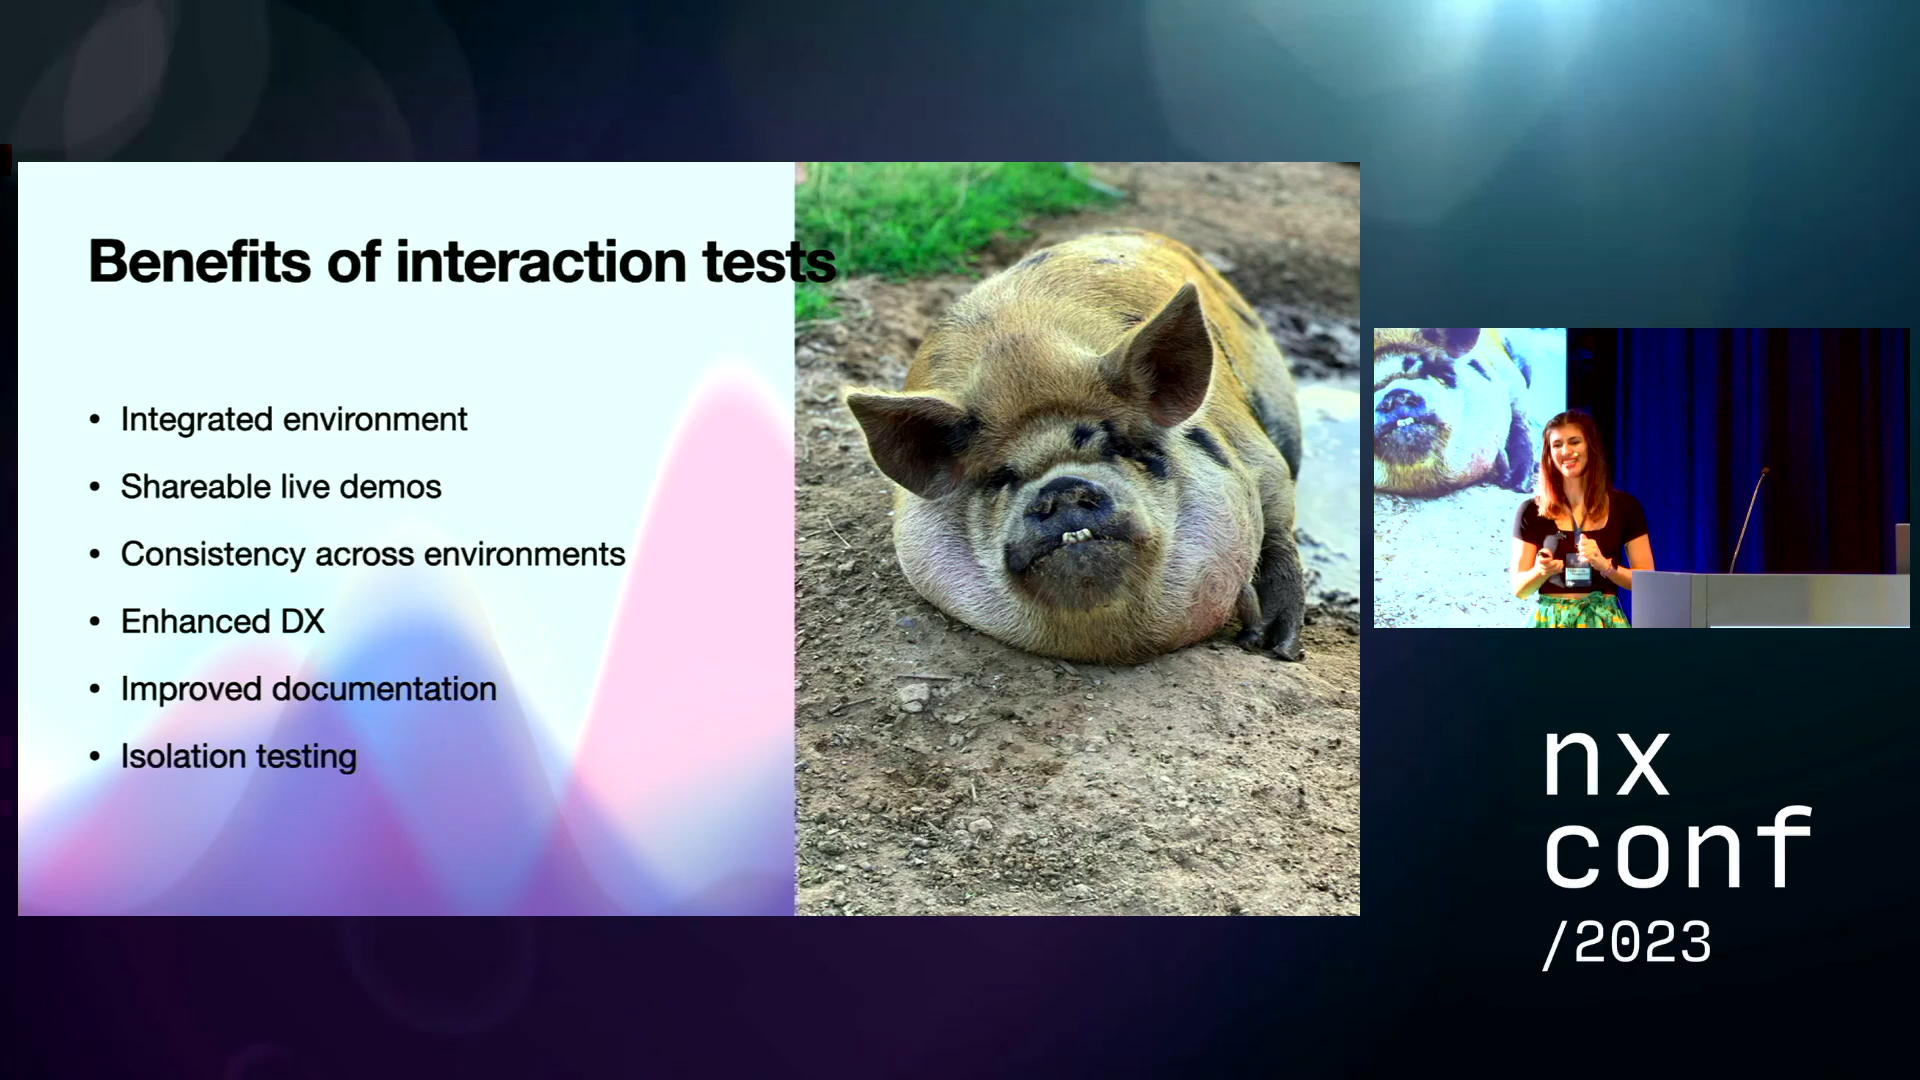 Benefits of interaction tests
• Integrated environment
• Shareable live demos
• Consistency across environments
• Enhanced DX
• Improved documentation
• Isolation testing
nx
conf
/2023